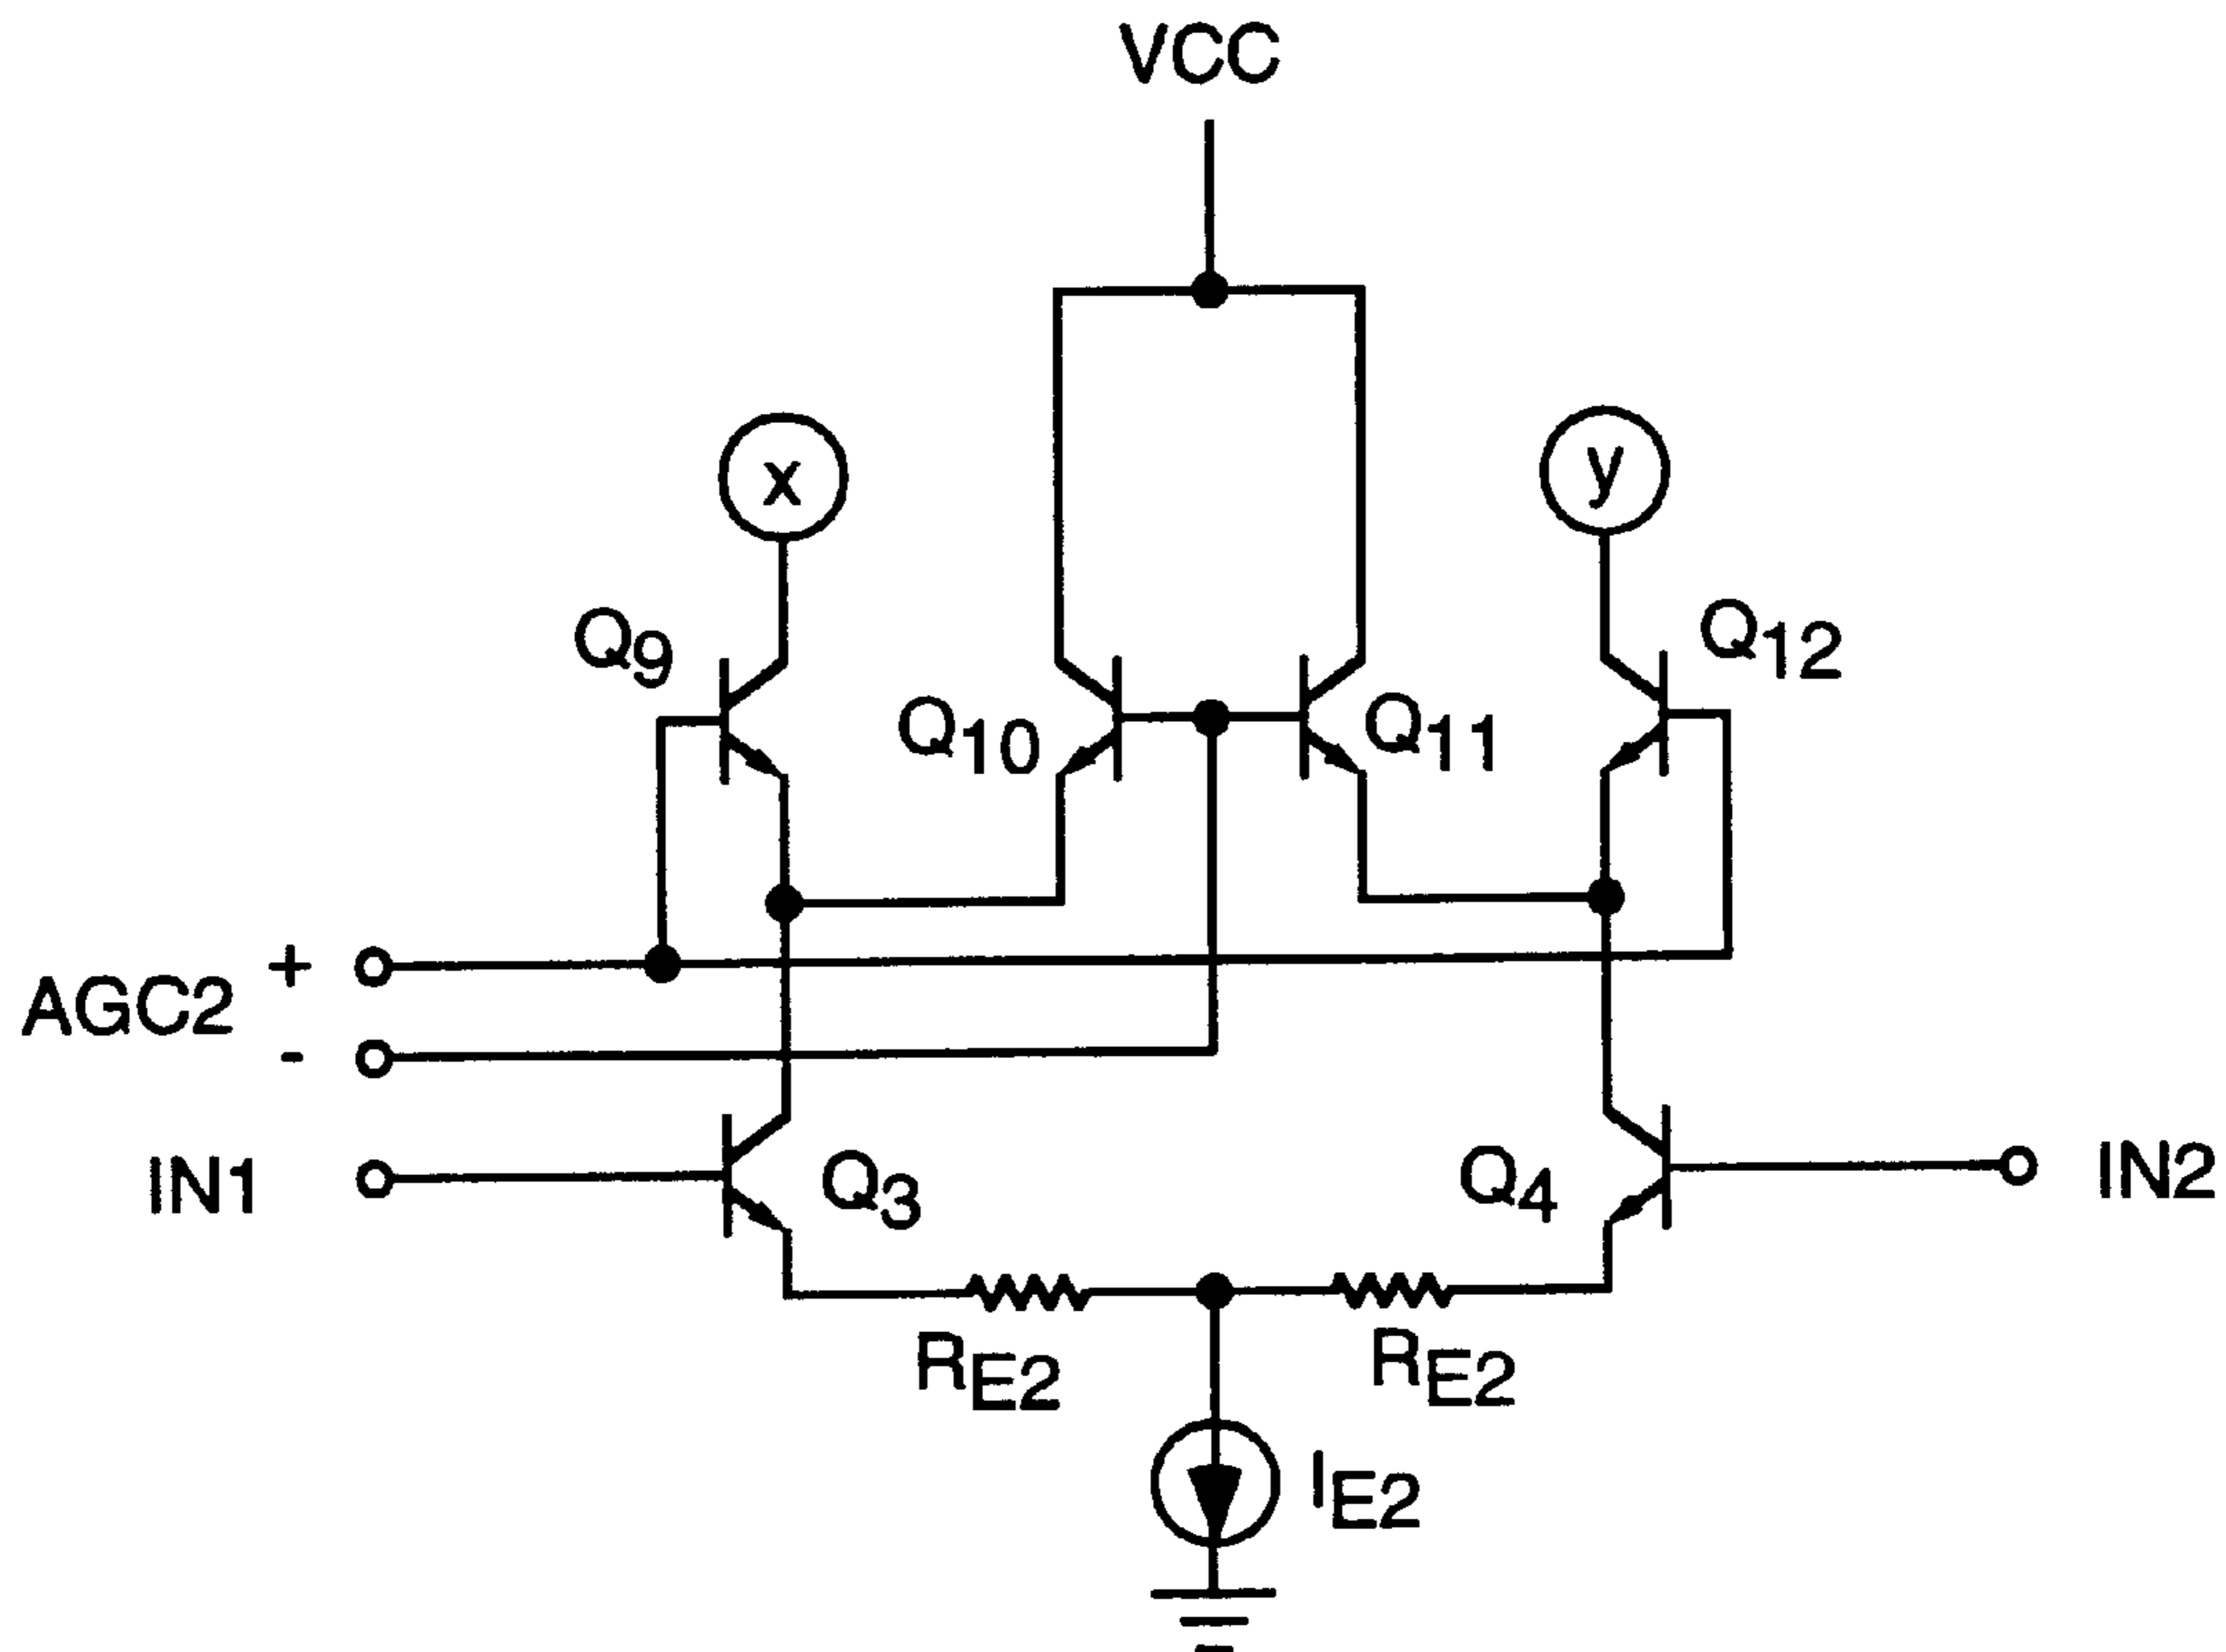 VCC
x
y
Q9
Q12
Q10
Q11
+
AGC2
-
IN1
Q3
Q4
IN2
RE2
RE2
IE2